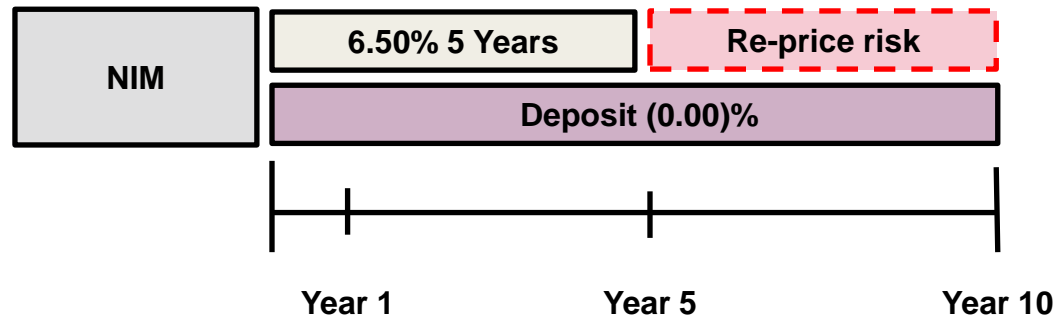 NIM
6.50% 5 Years
Re-price risk
Deposit (0.00)%
Year 1
Year 5
Year 10